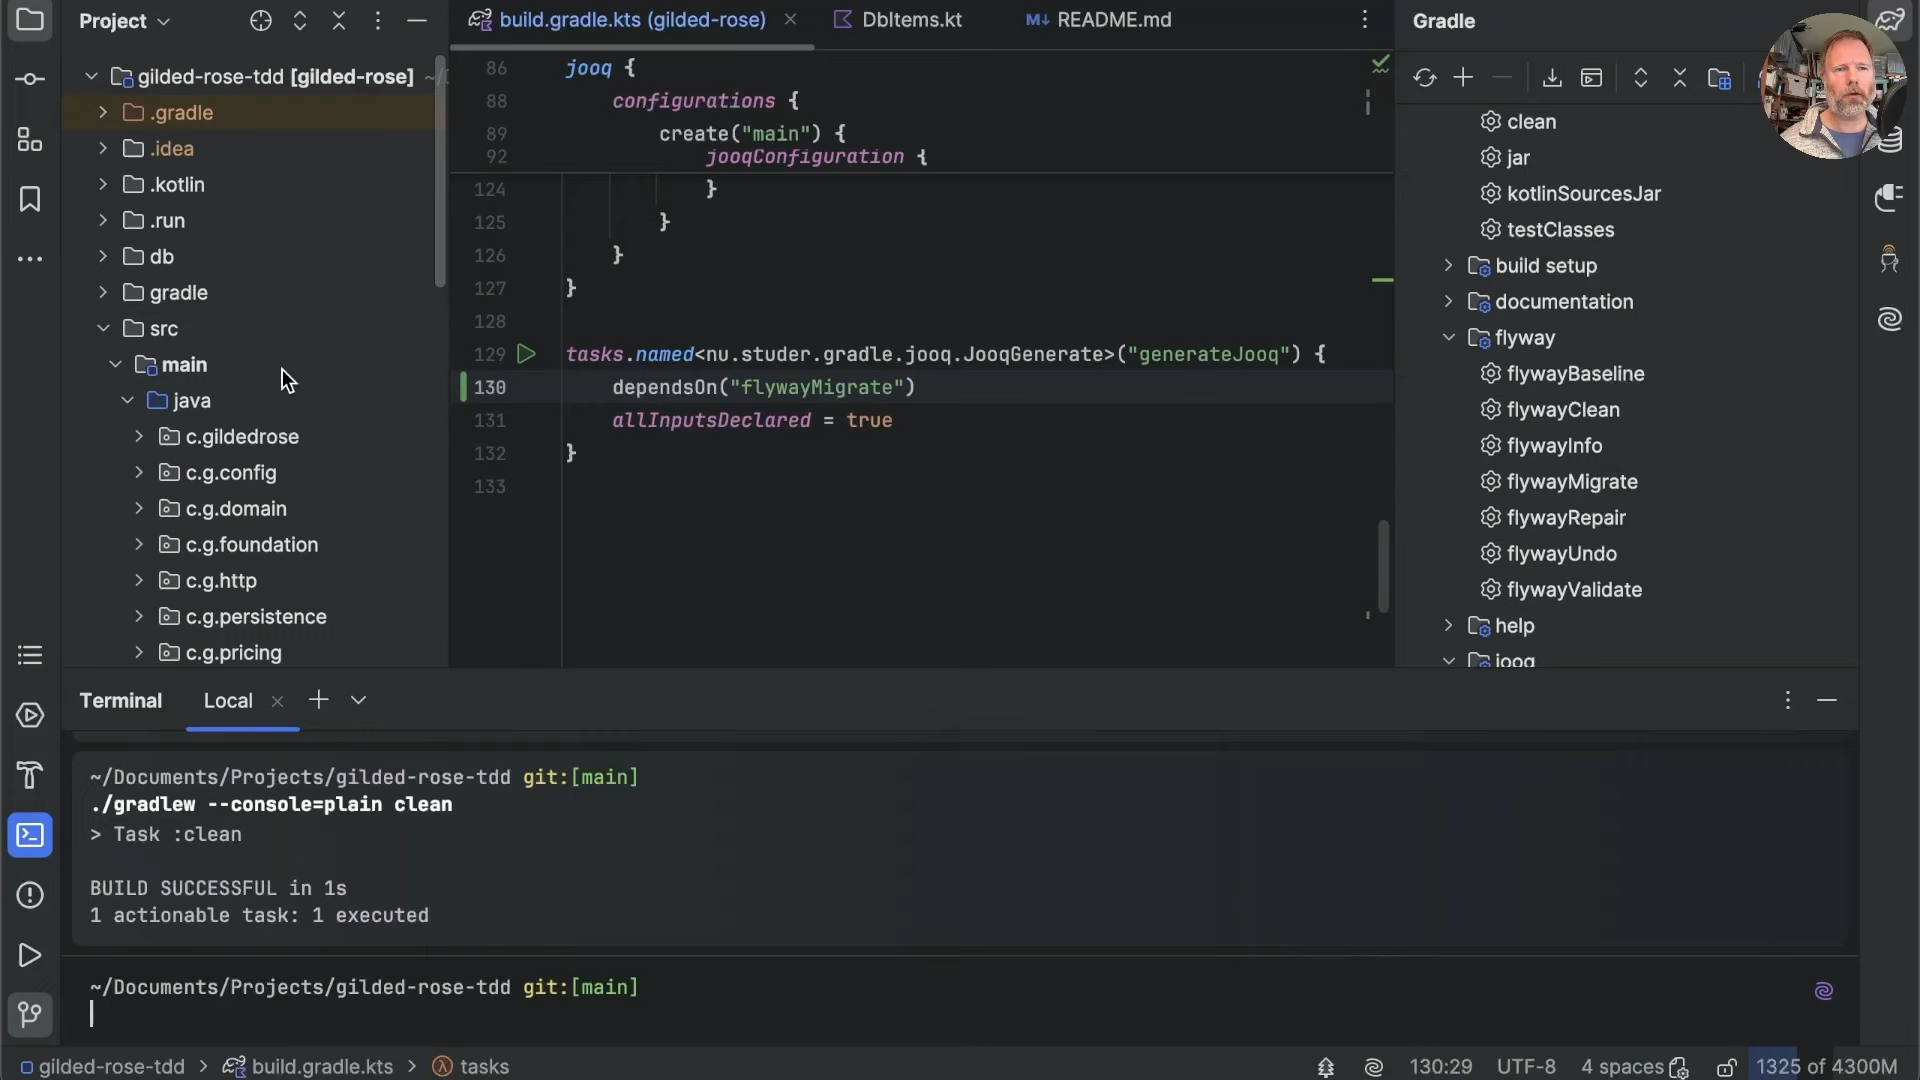 Project
build.gradle.kts (gilded-rose)
DbItems.kt
M↓ README.md
Gradle
gilded-rose-tdd [gilded-rose] ~/
.gradle
.idea
.kotlin
.run
db
gradle
src
main
java
c.gildedrose
c.g.config
c.g.domain
c.g.foundation
c.g.http
c.g.persistence
c.g.pricing
86 jooq {
88 configurations {
89 create("main") {
92 jooqConfiguration {
124 }
125 }
126 }
127 }
128
129 tasks.named<nu.studer.gradle.jooq.JooqGenerate>("generateJooq") {
130 dependsOn("flywayMigrate")
131 allInputsDeclared = true
132 }
133
clean
jar
kotlinSourcesJar
testClasses
build setup
documentation
flyway
flywayBaseline
flywayClean
flywayInfo
flywayMigrate
flywayRepair
flywayUndo
flywayValidate
help
jooq
Terminal
Local
~/Documents/Projects/gilded-rose-tdd git:[main]
./gradlew --console=plain clean
> Task :clean
BUILD SUCCESSFUL in 1s
1 actionable task: 1 executed
~/Documents/Projects/gilded-rose-tdd git:[main]
gilded-rose-tdd > build.gradle.kts > tasks
130:29
UTF-8
4 spaces
1325 of 4300M